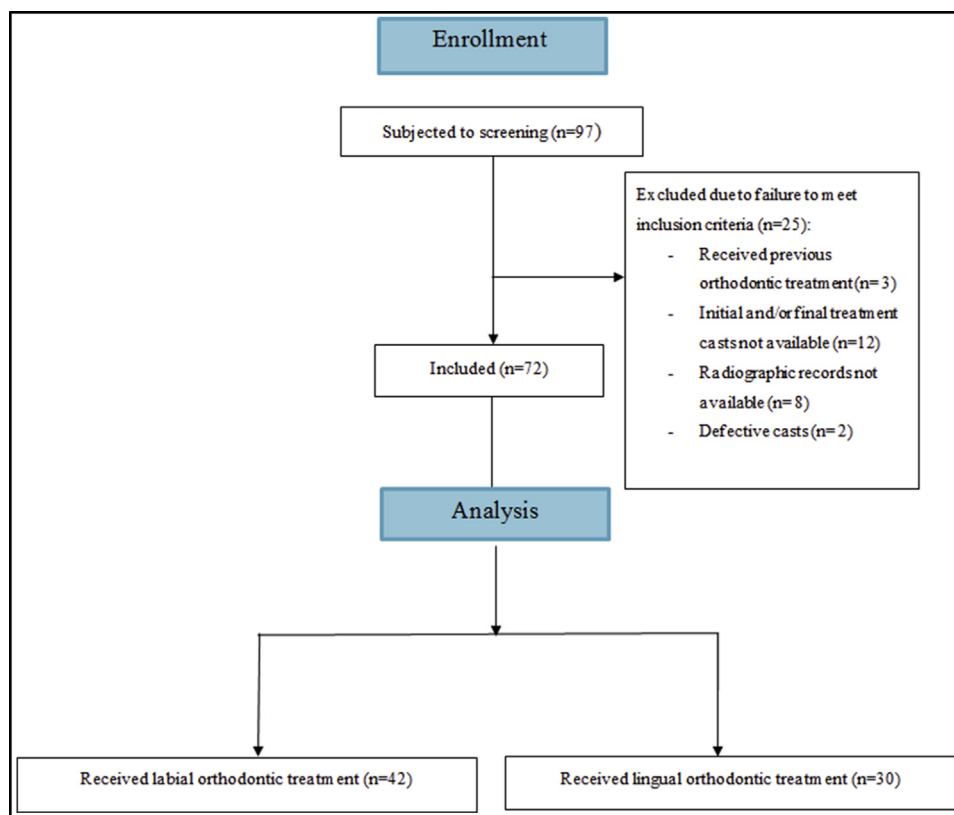 Enrollment
Subjected to screening (n=97)
Excluded due to failure to meet
inclusion criteria (n=25):
- Received previous
orthodontic treatment (n= 3)
- Initial and/or final treatment
casts not available (n=12)
- Radiographic records not
available (n= 8)
- Defective casts (n= 2)
Included (n=72)
Analysis
Received labial orthodontic treatment (n=42)
Received lingual orthodontic treatment (n=30)